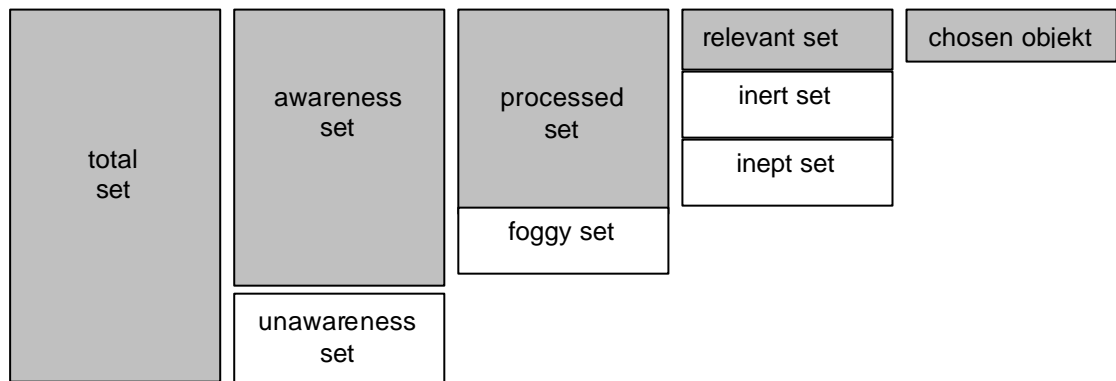 total
set
awareness
set
unawareness
set
processed
set
foggy set
relevant set
inert set
inept set
chosen objekt